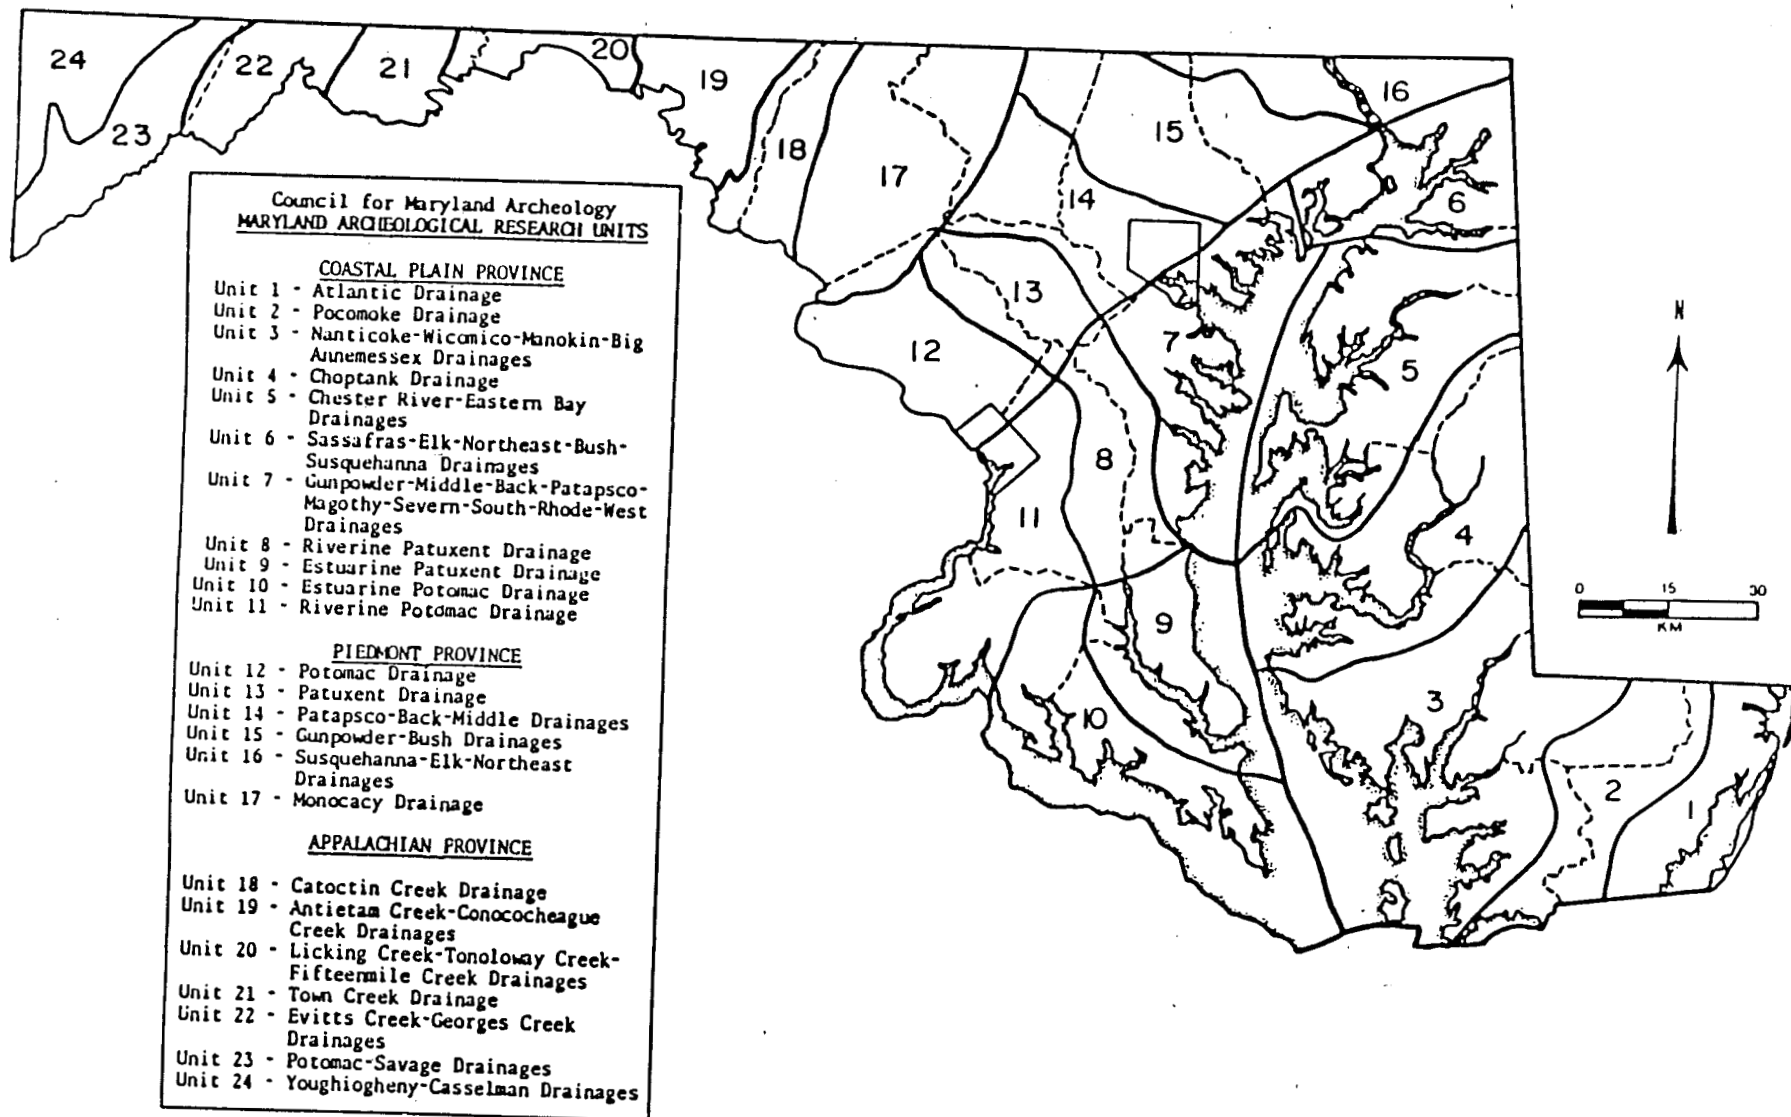 24
22
21
20
19
23
18
17
16
15
14
6
13
7
12
5
8
11
4
9
10
3
2
1
N
0 15 30
KM
Council for Maryland Archeology
MARYLAND ARCHEOLOGICAL RESEARCH UNITS
COASTAL PLAIN PROVINCE
Unit 1 - Atlantic Drainage
Unit 2 - Pocomoke Drainage
Unit 3 - Nanticoke-Wicomico-Manokin-Big
Annemessex Drainages
Unit 4 - Choptank Drainage
Unit 5 - Chester River-Eastern Bay
Drainages
Unit 6 - Sassafras-Elk-Northeast-Bush-
Susquehanna Drainages
Unit 7 - Gunpowder-Middle-Back-Patapsco-
Magothy-Severn-South-Rhode-West
Drainages
Unit 8 - Riverine Patuxent Drainage
Unit 9 - Estuarine Patuxent Drainage
Unit 10 - Estuarine Potomac Drainage
Unit 11 - Riverine Potomac Drainage
PIEDMONT PROVINCE
Unit 12 - Potomac Drainage
Unit 13 - Patuxent Drainage
Unit 14 - Patapsco-Back-Middle Drainages
Unit 15 - Gunpowder-Bush Drainages
Unit 16 - Susquehanna-Elk-Northeast
Drainages
Unit 17 - Monocacy Drainage
APPALACHIAN PROVINCE
Unit 18 - Catoctin Creek Drainage
Unit 19 - Antietam Creek-Conococheague
Creek Drainages
Unit 20 - Licking Creek-Tonoloway Creek-
Fifteenmile Creek Drainages
Unit 21 - Town Creek Drainage
Unit 22 - Evitts Creek-Georges Creek
Drainages
Unit 23 - Potomac-Savage Drainages
Unit 24 - Youghiogheny-Casselman Drainages